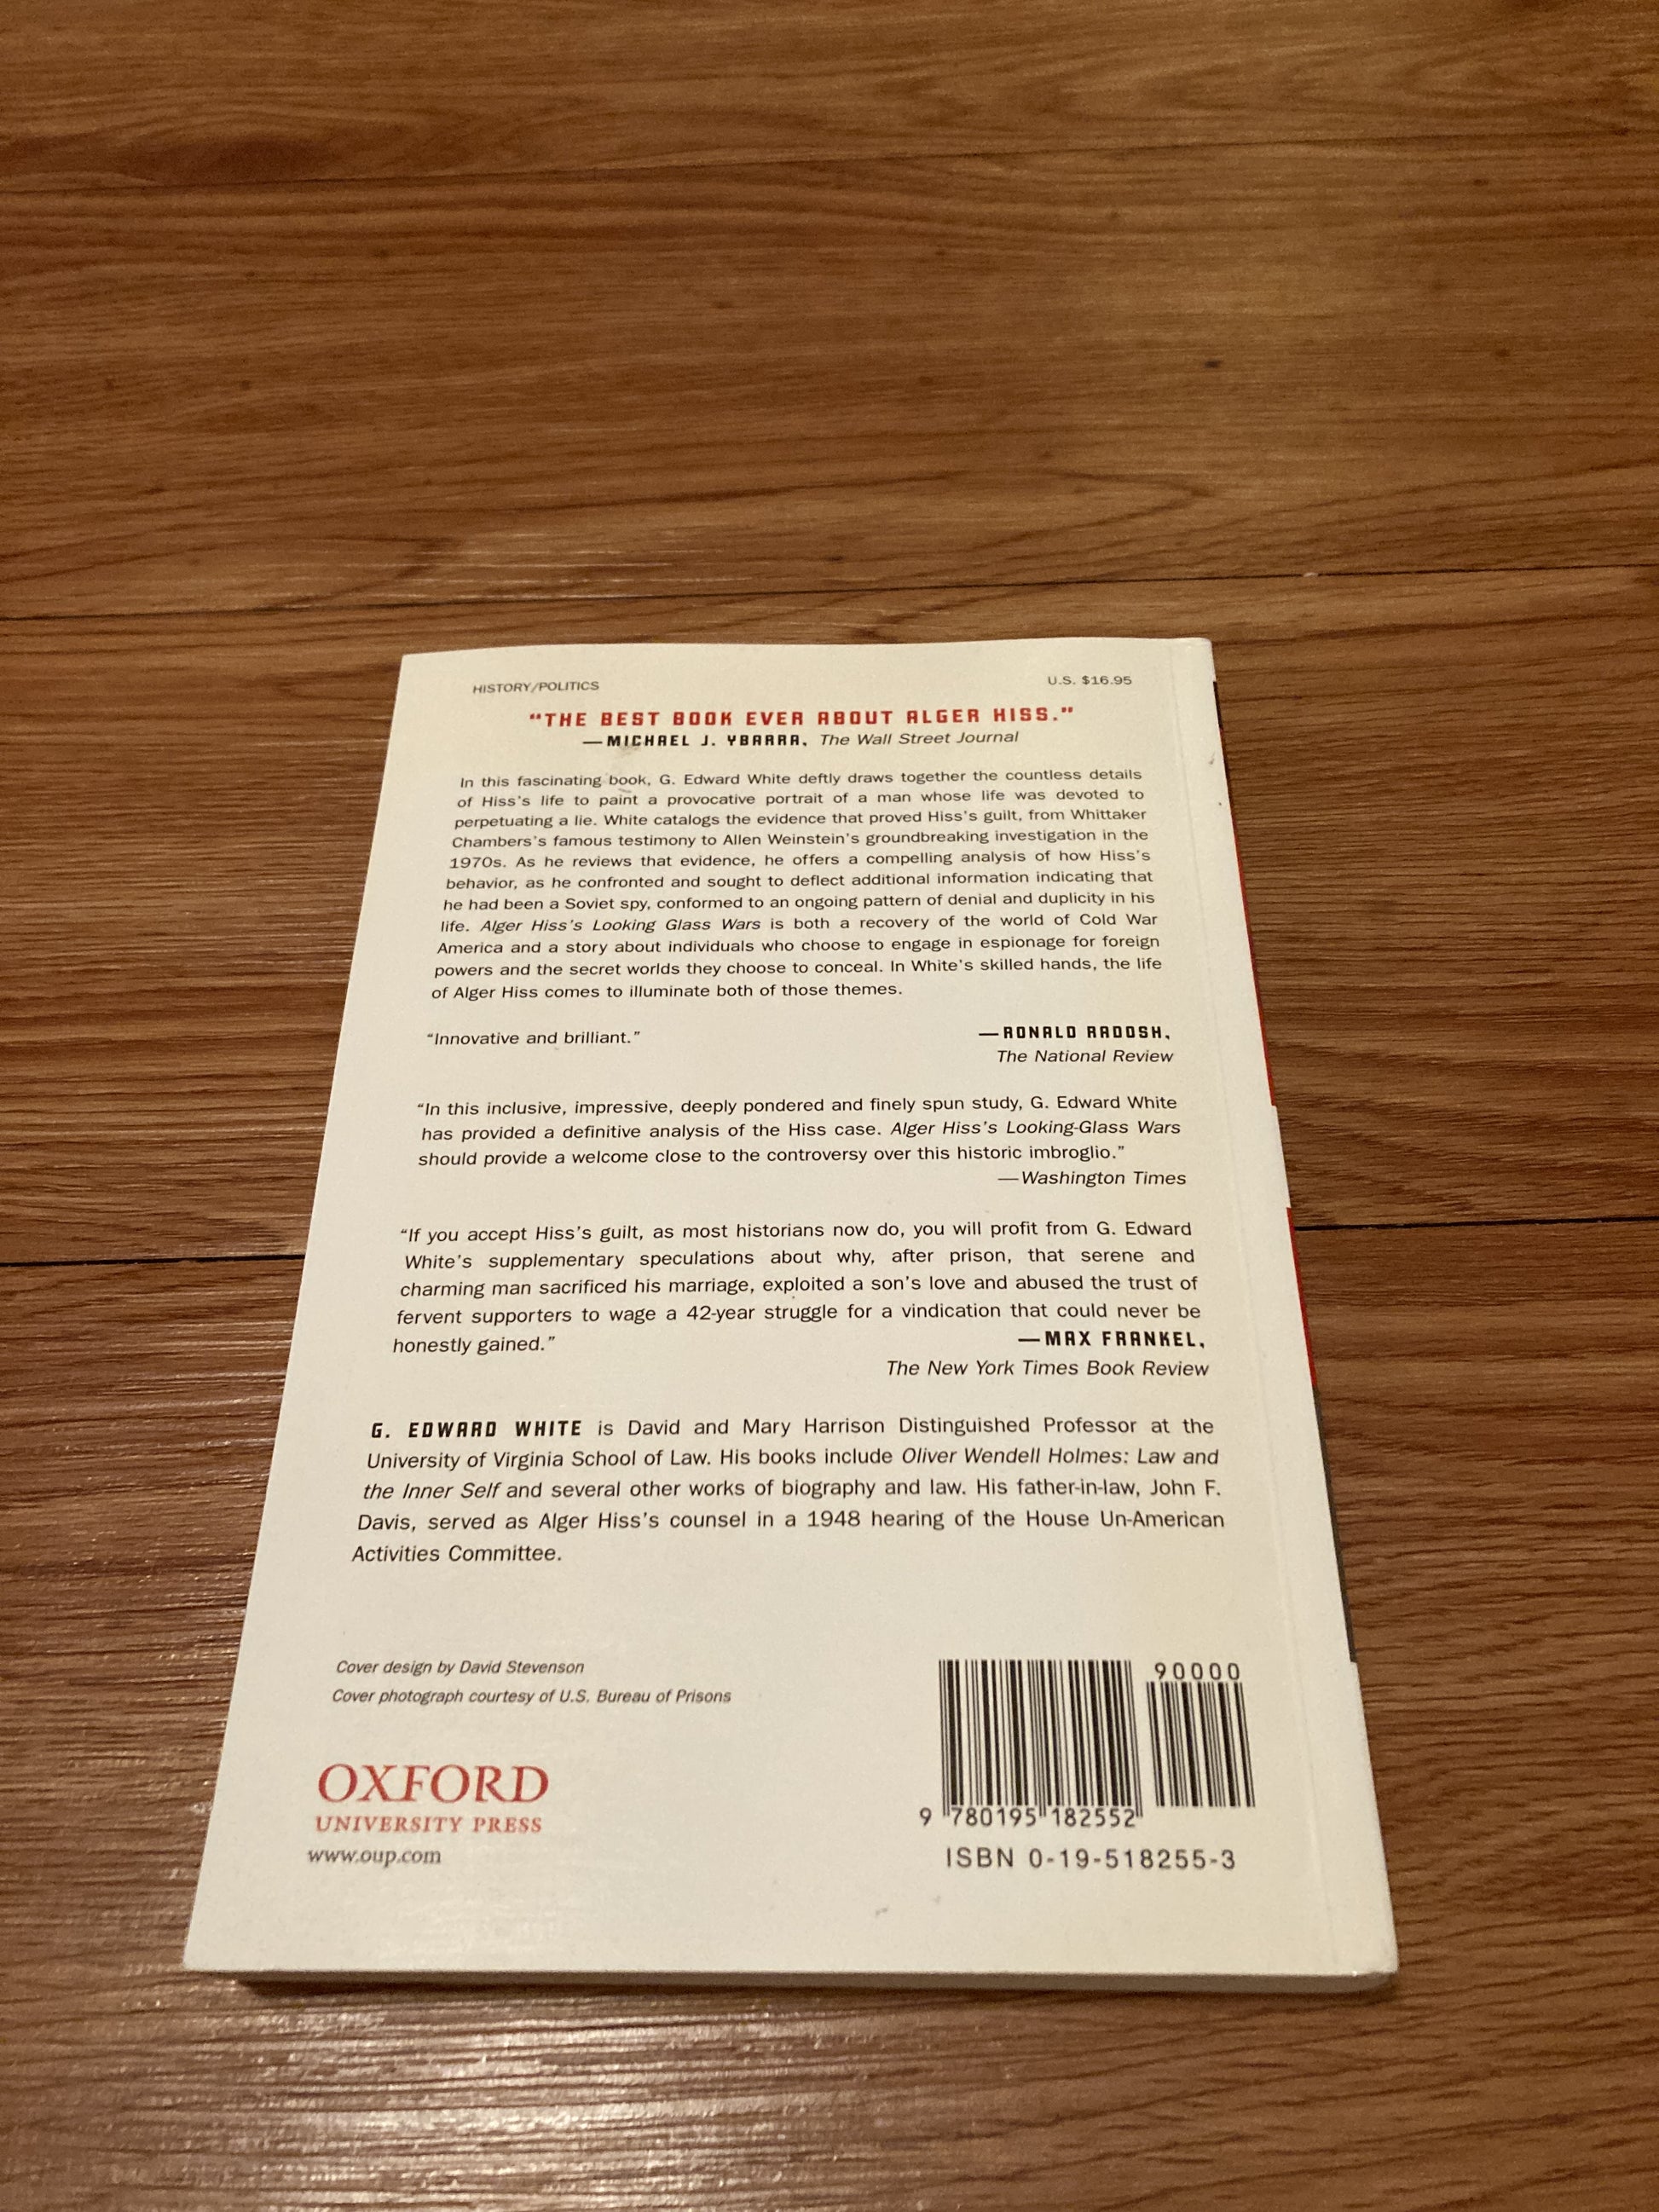 HISTORY/POLITICS
U.S. $16.95
"THE BEST BOOK EVER ABOUT ALGER HISS."
—MICHAEL J. YBARRA, The Wall Street Journal
In this fascinating book, G. Edward White deftly draws together the countless details
of Hiss's life to paint a provocative portrait of a man whose life was devoted to
perpetuating a lie. White catalogs the evidence that proved Hiss's guilt, from Whittaker
Chambers's famous testimony to Allen Weinstein's groundbreaking investigation in the
1970s. As he reviews that evidence, he offers a compelling analysis of how Hiss's
behavior, as he confronted and sought to deflect additional information indicating that
he had been a Soviet spy, conformed to an ongoing pattern of denial and duplicity in his
life. Alger Hiss's Looking Glass Wars is both a recovery of the world of Cold War
America and a story about individuals who choose to engage in espionage for foreign
powers and the secret worlds they choose to conceal. In White's skilled hands, the life
of Alger Hiss comes to illuminate both of those themes.
"Innovative and brilliant."
—RONALD RADOSH,
The National Review
"In this inclusive, impressive, deeply pondered and finely spun study, G. Edward White
has provided a definitive analysis of the Hiss case. Alger Hiss's Looking-Glass Wars
should provide a welcome close to the controversy over this historic imbroglio."
—Washington Times
"If you accept Hiss's guilt, as most historians now do, you will profit from G. Edward
White's supplementary speculations about why, after prison, that serene and
charming man sacrificed his marriage, exploited a son's love and abused the trust of
fervent supporters to wage a 42-year struggle for a vindication that could never be
honestly gained."
—MAX FRANKEL,
The New York Times Book Review
G. EDWARD WHITE is David and Mary Harrison Distinguished Professor at the
University of Virginia School of Law. His books include Oliver Wendell Holmes: Law and
the Inner Self and several other works of biography and law. His father-in-law, John F.
Davis, served as Alger Hiss's counsel in a 1948 hearing of the House Un-American
Activities Committee.
Cover design by David Stevenson
Cover photograph courtesy of U.S. Bureau of Prisons
OXFORD
UNIVERSITY PRESS
www.oup.com
90000
9 780195 182552
ISBN 0-19-518255-3